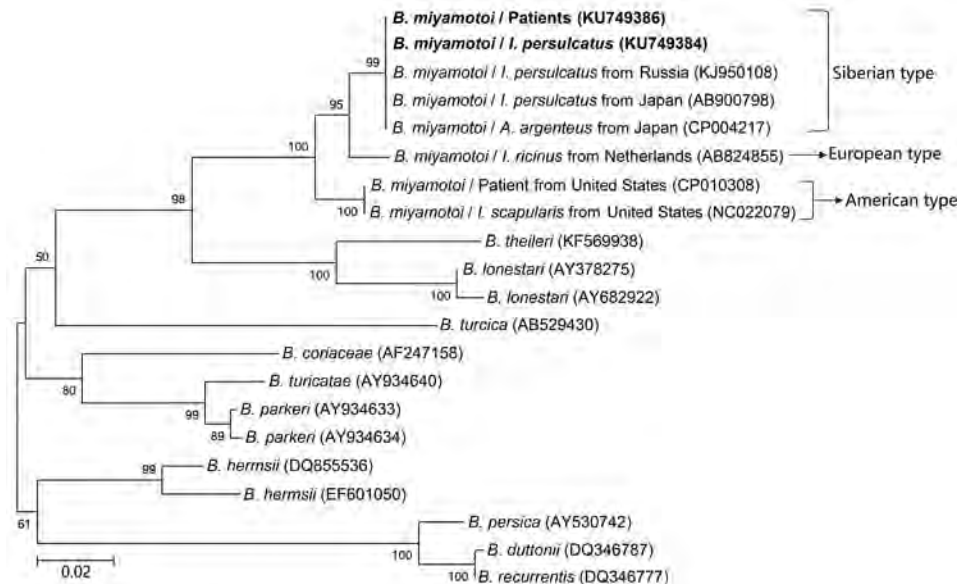 B. miyamotoi / Patients (KU749386)
B. miyamotoi / I. persulcatus (KU749384)
99
B. miyamotoi / I. persulcatus from Russia (KJ950108)
Siberian type
B. miyamotoi / I. persulcatus from Japan (AB900798)
95
B. miyamotoi / A. argenteus from Japan (CP004217)
100
B. miyamotoi / I. ricinus from Netherlands (AB824855)
European type
B. miyamotoi / Patient from United States (CP010308)
98
100
B. miyamotoi / I. scapularis from United States (NC022079)
American type
B. theileri (KF569938)
90
100
B. lonestari (AY378275)
100
B. lonestari (AY682922)
B. turcica (AB529430)
B. coriaceae (AF247158)
80
B. turicatae (AY934640)
99
B. parkeri (AY934633)
89
B. parkeri (AY934634)
99
B. hermsii (DQ855536)
B. hermsii (EF601050)
61
B. persica (AY530742)
100
B. duttonii (DQ346787)
0.02
100
B. recurrentis (DQ346777)